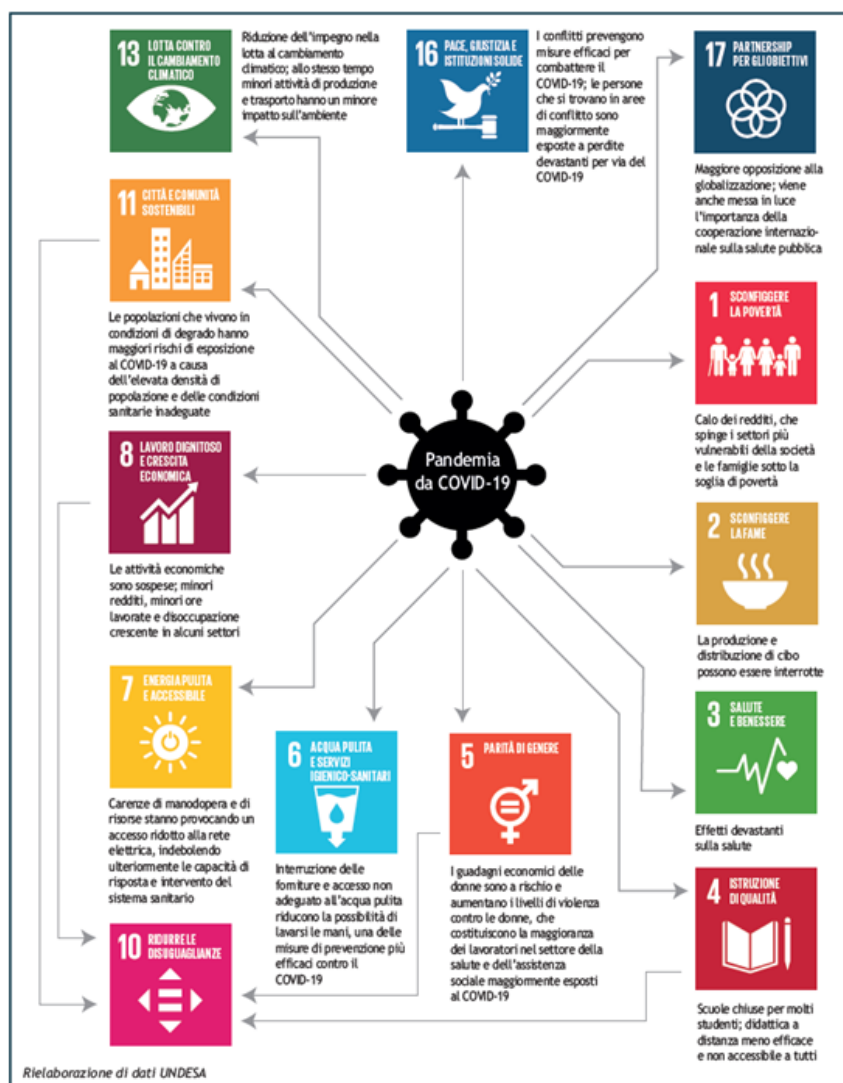 13 LOTTA CONTRO
IL CAMBIAMENTO
CLIMATICO
Riduzione dell'impegno nella
lotta al cambiamento
climatico; allo stesso tempo
minori attività di produzione
e trasporto hanno un minore
impatto sull'ambiente
16 PACE, GIUSTIZIA E
ISTITUZIONI SOLIDE
I conflitti prevengono
misure efficaci per
combattere il
COVID-19; le persone
che si trovano in aree
di conflitto sono
maggiormente
esposte a perdite
devastanti per via del
COVID-19
17 PARTNERSHIP
PER GLI OBIETTIVI
Maggiore opposizione alla
globalizzazione; viene
anche messa in luce
l'importanza della
cooperazione internazio-
nale sulla salute pubblica
11 CITTÀ E COMUNITÀ
SOSTENIBILI
Le popolazioni che vivono in
condizioni di degrado hanno
maggiori rischi di esposizione
al COVID-19 a causa
dell'elevata densità di
popolazione e delle condizioni
sanitarie inadeguate
1 SCONFIGGERE
LA POVERTÀ
Calo dei redditi, che
spinge i settori più
vulnerabili della società
e le famiglie sotto la
soglia di povertà
Pandemia
da COVID-19
8 LAVORO DIGNITOSO
E CRESCITA
ECONOMICA
Le attività economiche
sono sospese; minori
redditi, minori ore
lavorate e disoccupazione
crescente in alcuni settori
2 SCONFIGGERE
LA FAME
La produzione e
distribuzione di cibo
possono essere interrotte
7 ENERGIA PULITA
E ACCESSIBILE
Carenze di manodopera e di
risorse stanno provocando un
accesso ridotto alla rete
elettrica, indebolendo
ulteriormente le capacità di
risposta e intervento del
sistema sanitario
6 ACQUA PULITA
E SERVIZI
IGIENICO-SANITARI
Interruzione delle
forniture e accesso non
adeguato all'acqua pulita
riducono la possibilità di
lavarsi le mani, una delle
misure di prevenzione più
efficaci contro il
COVID-19
5 PARITÀ DI GENERE
I guadagni economici delle
donne sono a rischio e
aumentano i livelli di violenza
contro le donne, che
costituiscono la maggioranza
dei lavoratori nel settore della
salute e dell'assistenza
sociale maggiormente esposti
al COVID-19
3 SALUTE
E BENESSERE
Effetti devastanti
sulla salute
4 ISTRUZIONE
DI QUALITÀ
Scuole chiuse per molti
studenti; didattica a
distanza meno efficace
e non accessibile a tutti
10 RIDURRE LE
DISUGUAGLIANZE
Rielaborazione di dati UNDESA